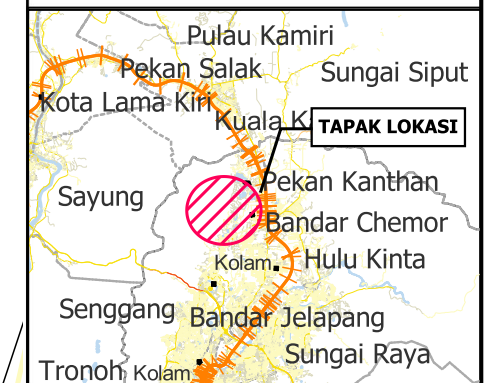 Pulau Kamiri
Pekan Salak
Sungai Siput
Kota Lama Kiri
Kuala
TAPAK LOKASI
Pekan Kanthan
Sayung
Bandar Chemor
Kolam
Hulu Kinta
Senggang
Bandar Jelapang
Sungai Raya
Tronoh
Kolam